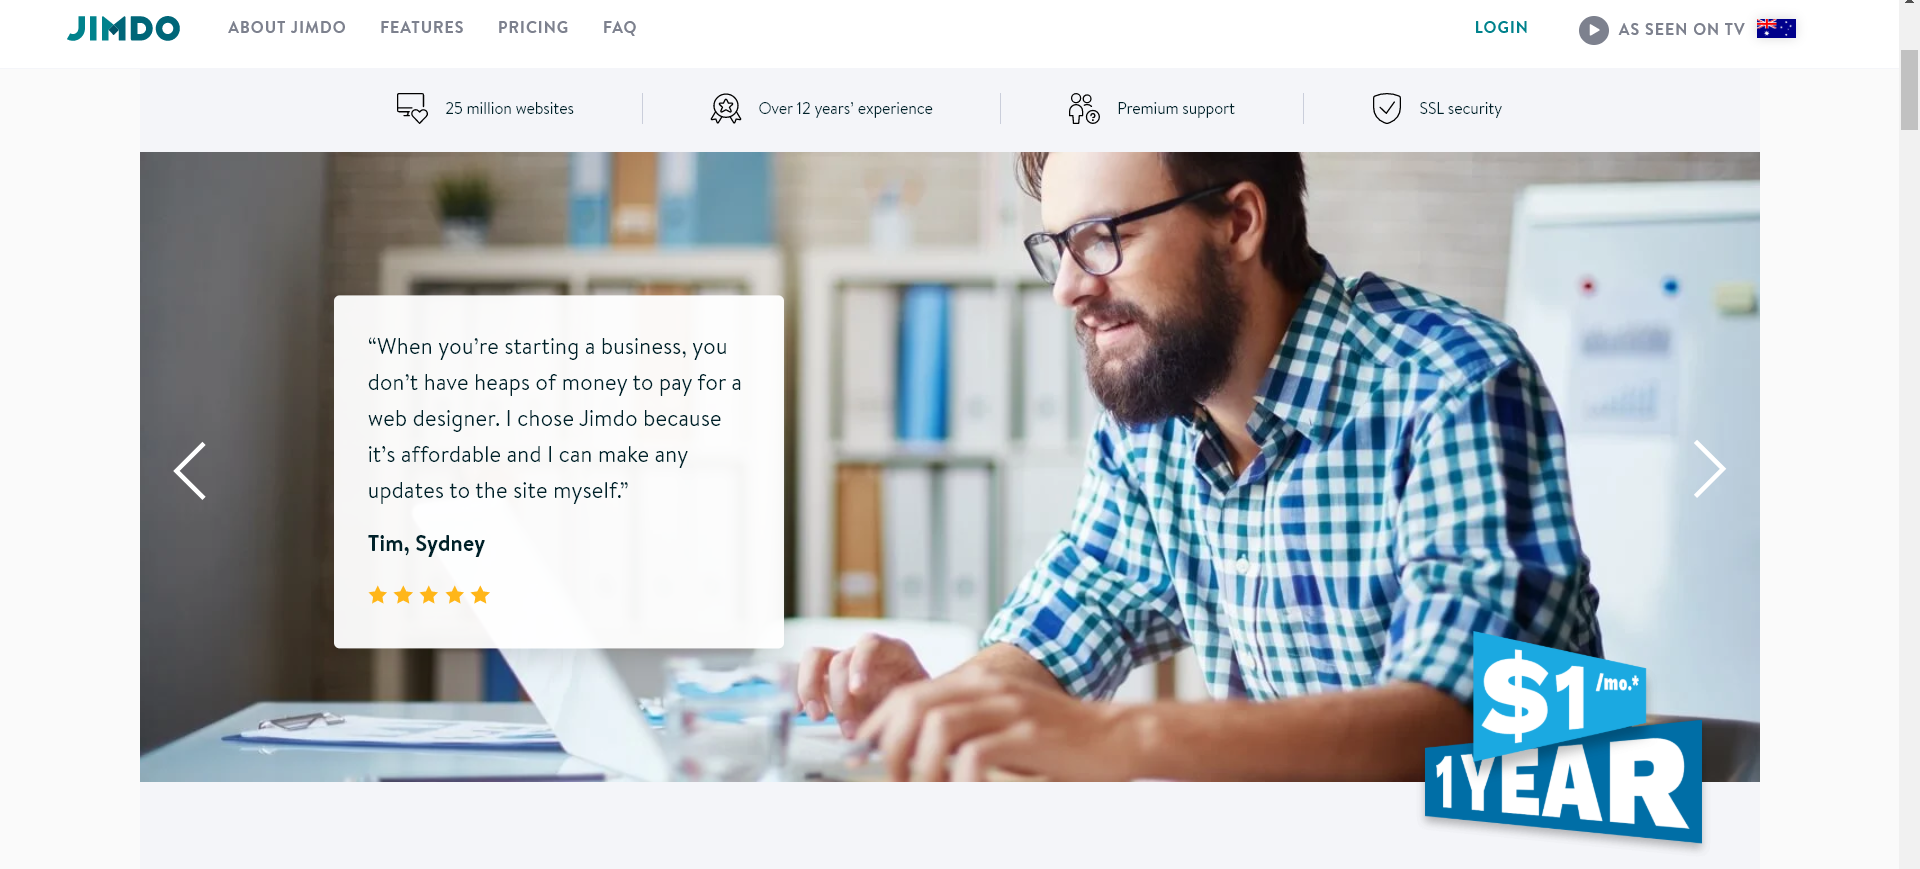 JIMDO
ABOUT JIMDO
FEATURES
PRICING
FAQ
LOGIN
AS SEEN ON TV
25 million websites
Over 12 years’ experience
Premium support
SSL security
“When you’re starting a business, you
don’t have heaps of money to pay for a
web designer. I chose Jimdo because
it’s affordable and I can make any
updates to the site myself.”
Tim, Sydney
$1 /mo.*
1 YEAR